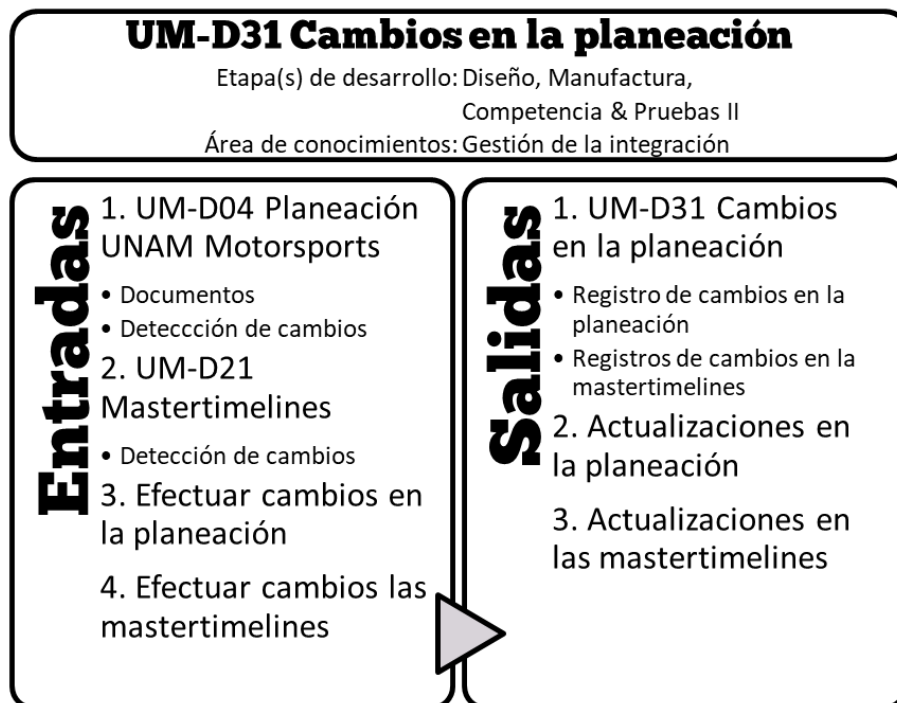 UM-D31 Cambios en la planeación
Etapa(s) de desarrollo: Diseño, Manufactura,
Competencia & Pruebas II
Área de conocimientos: Gestión de la integración
Entradas
1. UM-D04 Planeación
UNAM Motorsports
• Documentos
• Deteccción de cambios
2. UM-D21
Mastertimelines
• Detección de cambios
3. Efectuar cambios en
la planeación
4. Efectuar cambios las
mastertimelines
Salidas
1. UM-D31 Cambios
en la planeación
• Registro de cambios en la
planeación
• Registros de cambios en la
mastertimelines
2. Actualizaciones en
la planeación
3. Actualizaciones en
las mastertimelines